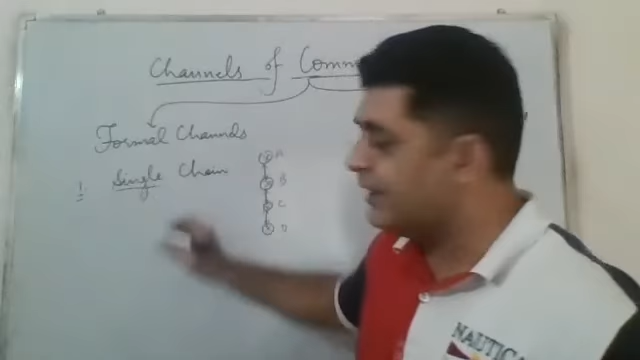 Channels of Comm
Formal Channels
1. Single Chain
A
B
C
D
NAUTICA